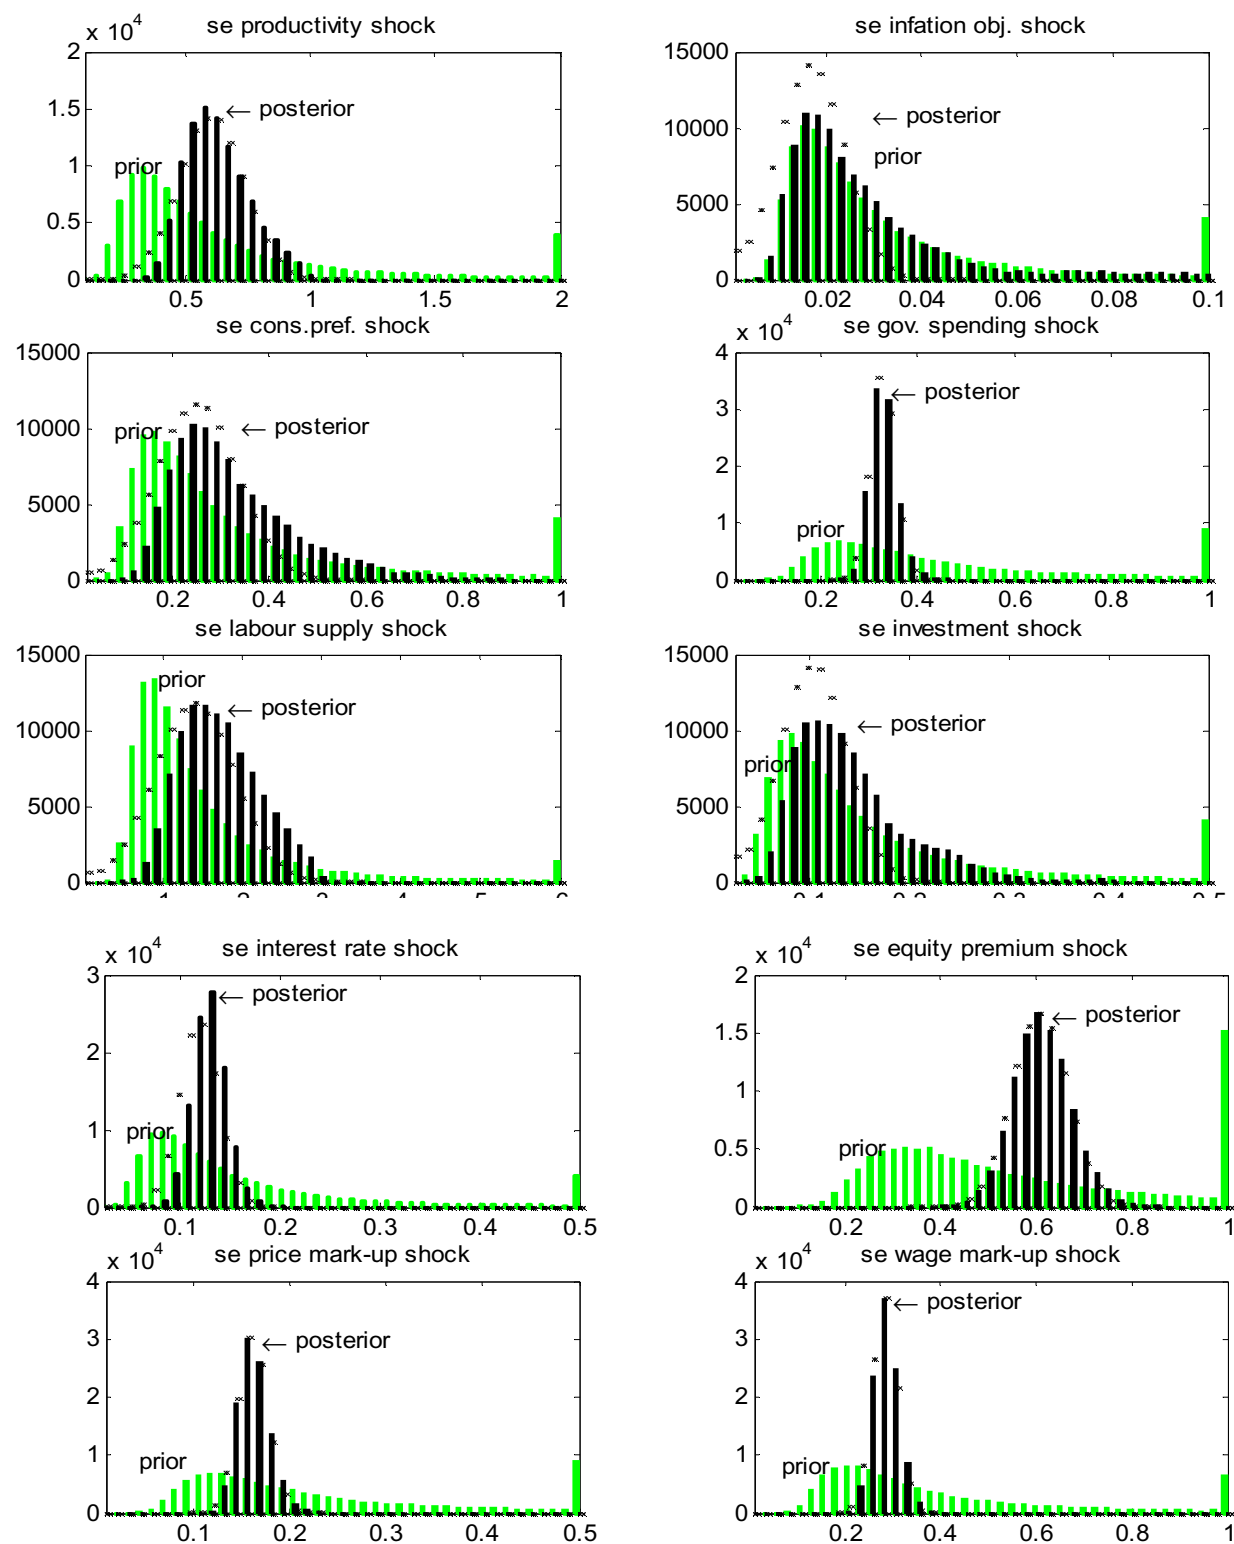 se productivity shock
x 10^4
2
1.5
1
0.5
0
← posterior
prior
0.5
1
1.5
2
se infation obj. shock
15000
10000
5000
0
← posterior
prior
0.02
0.04
0.06
0.08
0.1
se cons.pref. shock
15000
10000
5000
0
prior
← posterior
0.2
0.4
0.6
0.8
1
se gov. spending shock
x 10^4
4
3
2
1
0
← posterior
prior
0.2
0.4
0.6
0.8
1
se labour supply shock
15000
10000
5000
0
prior
← posterior
se investment shock
15000
10000
5000
0
← posterior
prior
se interest rate shock
x 10^4
3
2
1
0
← posterior
prior
0.1
0.2
0.3
0.4
0.5
se equity premium shock
x 10^4
2
1.5
1
0.5
0
← posterior
prior
0.2
0.4
0.6
0.8
1
se price mark-up shock
x 10^4
4
3
2
1
0
← posterior
prior
0.1
0.2
0.3
0.4
0.5
se wage mark-up shock
x 10^4
4
3
2
1
0
← posterior
prior
0.2
0.4
0.6
0.8
1